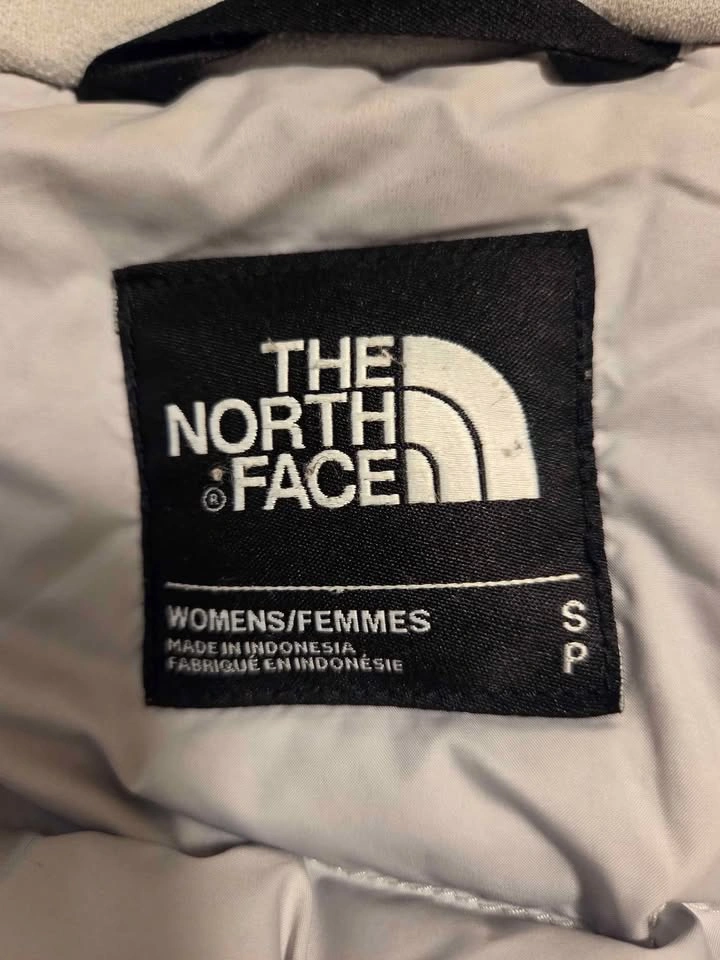 THE
NORTH
® FACE
WOMENS/FEMMES S
MADE IN INDONESIA
FABRIQUÉ EN INDONÉSIE P